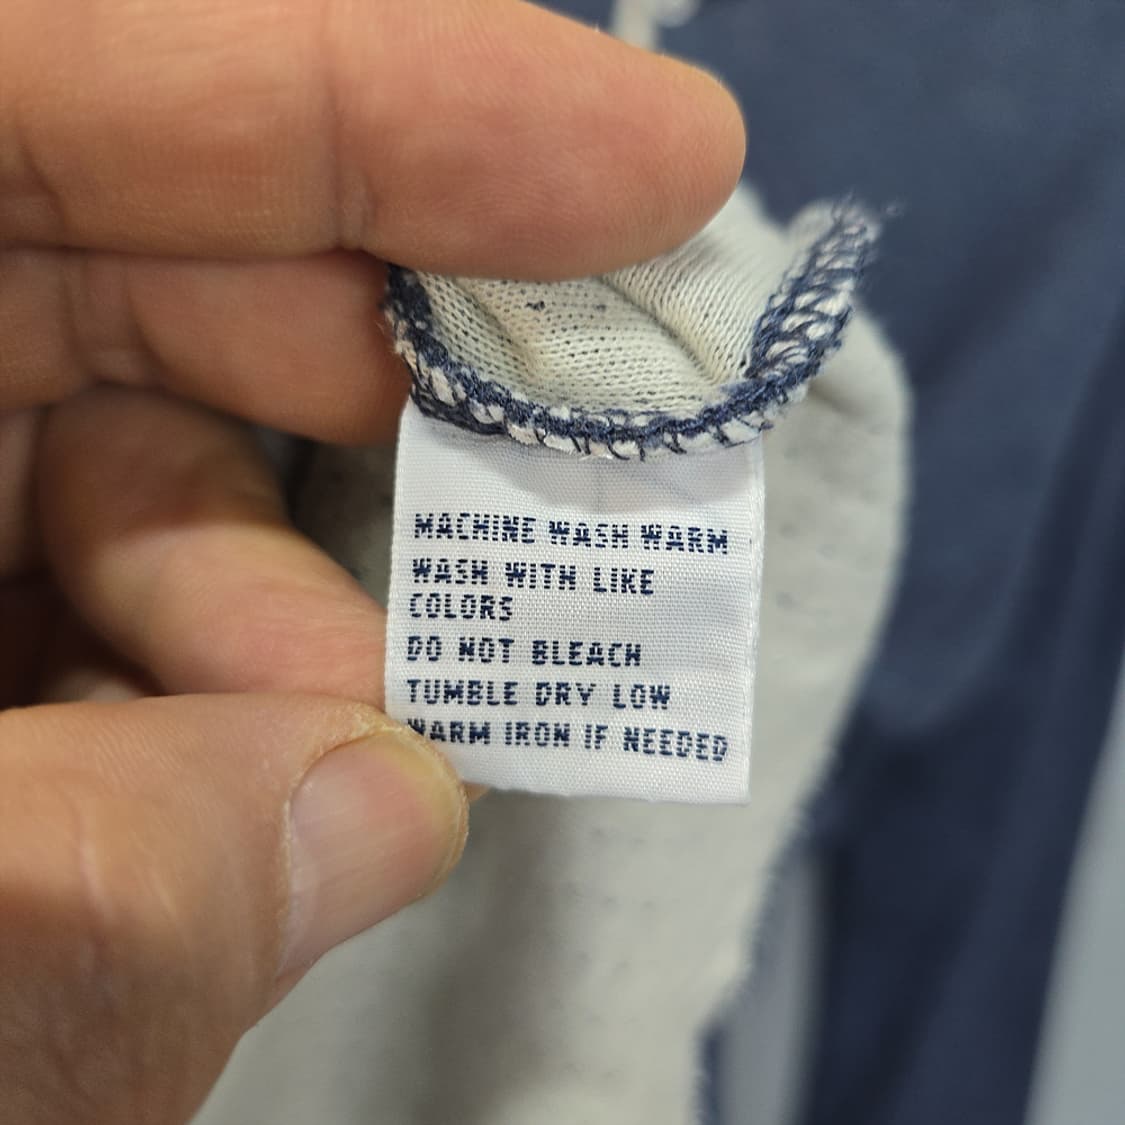 MACHINE WASH WARM
WASH WITH LIKE
COLORS
DO NOT BLEACH
TUMBLE DRY LOW
WARM IRON IF NEEDED